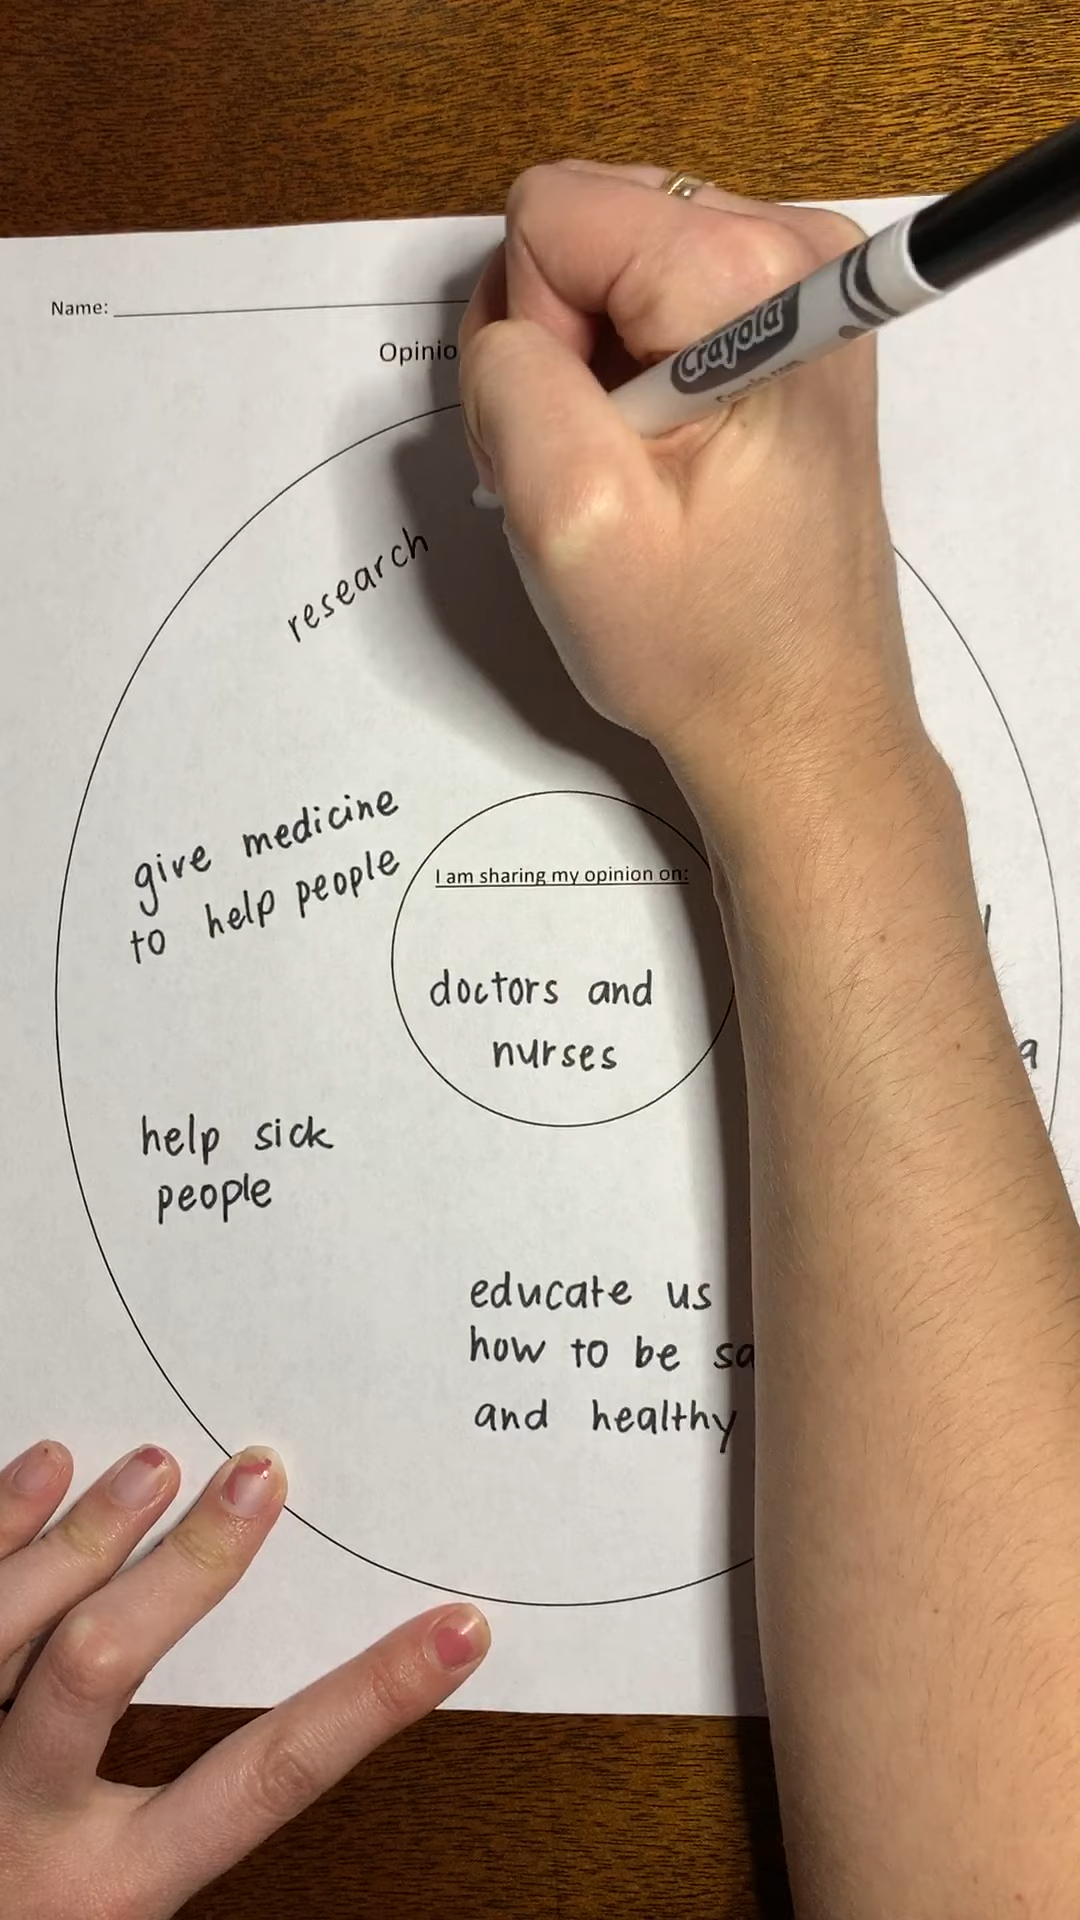 Name:
Opinio
Crayola
research
give medicine
to help people
I am sharing my opinion on:
doctors and
nurses
help sick
people
educate us
how to be sa
and healthy